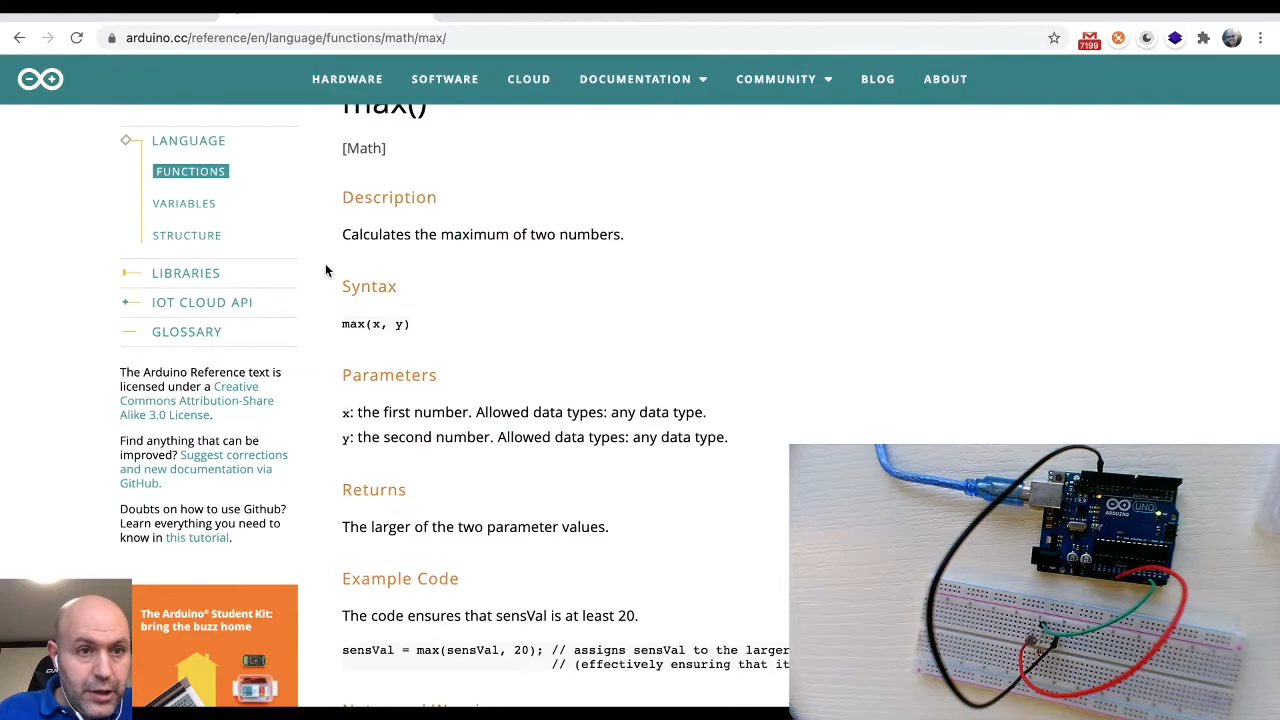 arduino.cc/reference/en/language/functions/math/max/
7199
HARDWARE SOFTWARE CLOUD DOCUMENTATION COMMUNITY BLOG ABOUT
max()
[Math]
LANGUAGE
FUNCTIONS
VARIABLES
STRUCTURE
LIBRARIES
IOT CLOUD API
GLOSSARY
The Arduino Reference text is
licensed under a Creative
Commons Attribution-Share
Alike 3.0 License.
Find anything that can be
improved? Suggest corrections
and new documentation via
GitHub.
Doubts on how to use Github?
Learn everything you need to
know in this tutorial.
The Arduino® Student Kit:
bring the buzz home
Description
Calculates the maximum of two numbers.
Syntax
max(x, y)
Parameters
x: the first number. Allowed data types: any data type.
y: the second number. Allowed data types: any data type.
Returns
The larger of the two parameter values.
Example Code
The code ensures that sensVal is at least 20.
sensVal = max(sensVal, 20); // assigns sensVal to the larger
// (effectively ensuring that it
UNO
ARDUINO